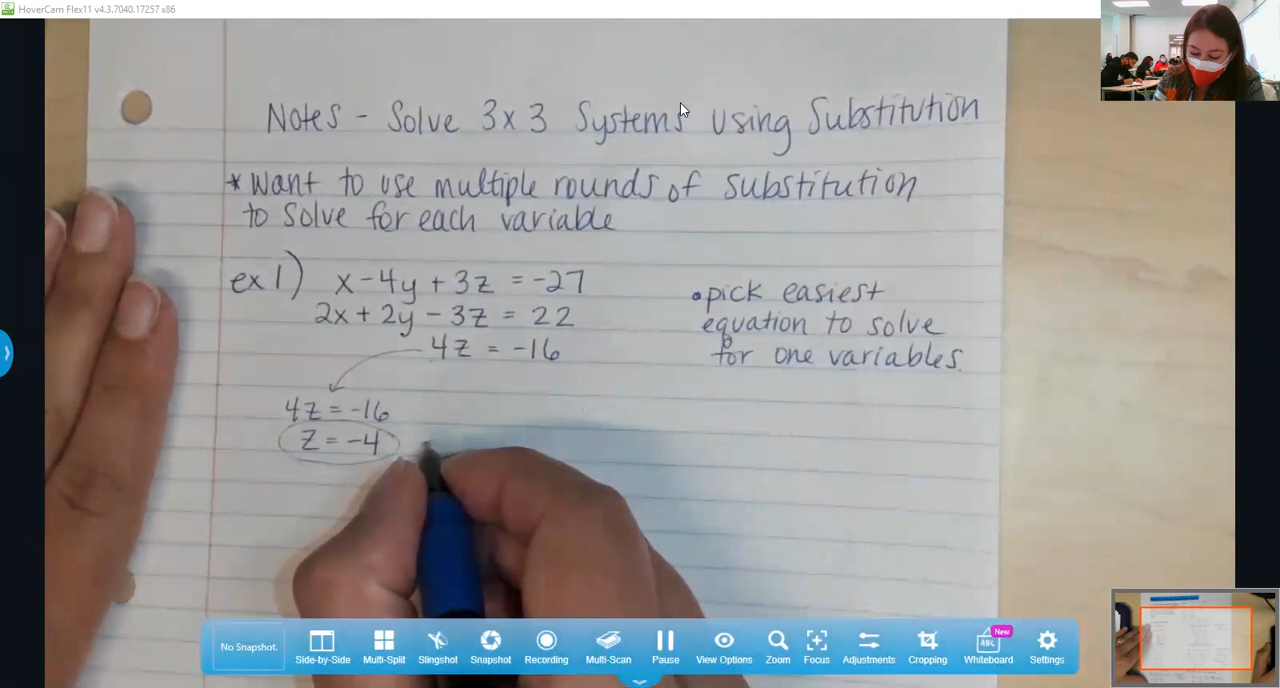 HoverCam Flex11 v4.3.7040.17257 x86
Notes - Solve 3x3 Systems Using Substitution
* Want to use multiple rounds of substitution
to solve for each variable
ex 1) x - 4y + 3z = -27
2x + 2y - 3z = 22
4z = -16
• pick easiest
equation to solve
for one variables.
4z = -16
z = -4
No Snapshot.
Side-by-Side
Multi-Split
Slingshot
Snapshot
Recording
Multi-Scan
Pause
View Options
Zoom
Focus
Adjustments
Cropping
ABC
New
Whiteboard
Settings